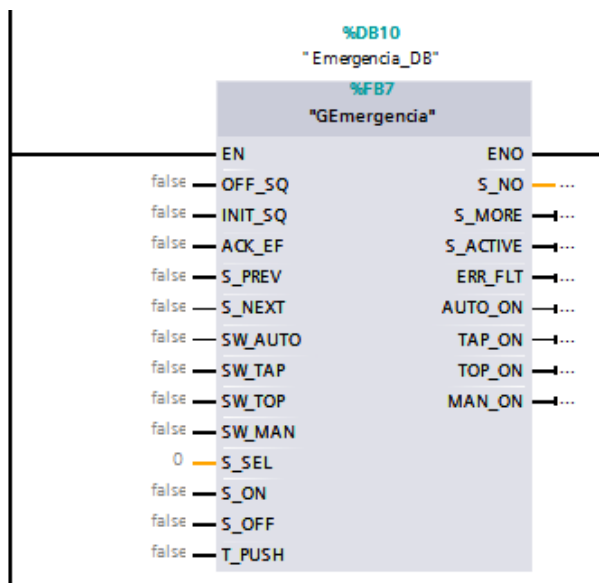 %DB10
"Emergencia_DB"
%FB7
"GEmergencia"
EN ENO
false OFF_SQ S_NO ...
false INIT_SQ S_MORE ...
false ACK_EF S_ACTIVE ...
false S_PREV ERR_FLT ...
false S_NEXT AUTO_ON ...
false SW_AUTO TAP_ON ...
false SW_TAP TOP_ON ...
false SW_TOP MAN_ON ...
false SW_MAN
0 S_SEL
false S_ON
false S_OFF
false T_PUSH